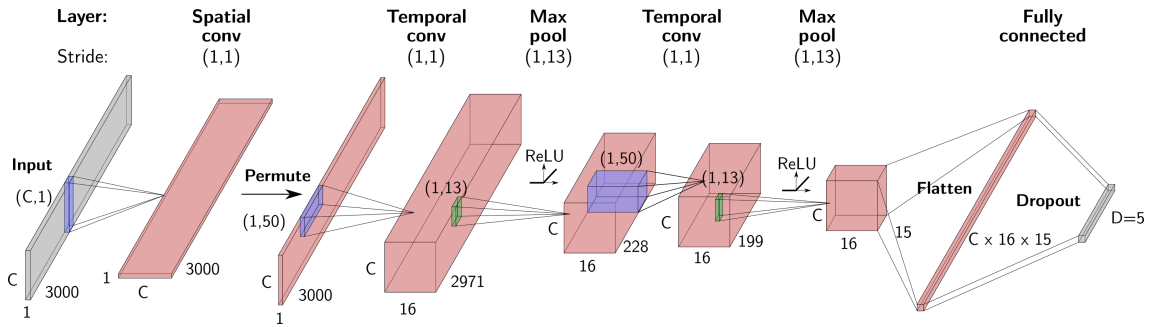 Layer: Spatial conv Temporal conv Max pool Temporal conv Max pool Fully connected
Stride: (1,1) (1,1) (1,13) (1,1) (1,13)
Input
(C,1)
C
1
3000
1
C
3000
Permute
(1,50)
C
1
3000
(1,13)
C
16
2971
ReLU
(1,50)
C
16
228
(1,13)
C
16
199
ReLU
C
16
15
Flatten
C x 16 x 15
Dropout
D=5